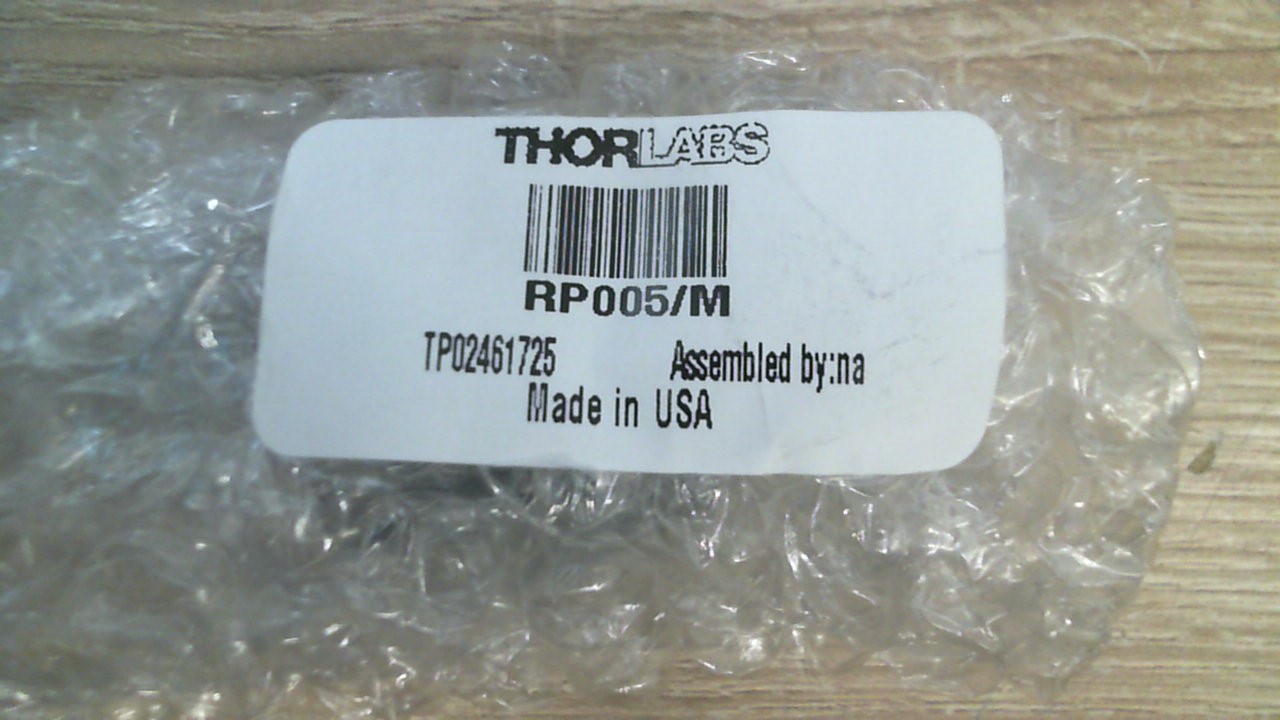 THORLABS
RP005/M
TP02461725 Assembled by:na
Made in USA